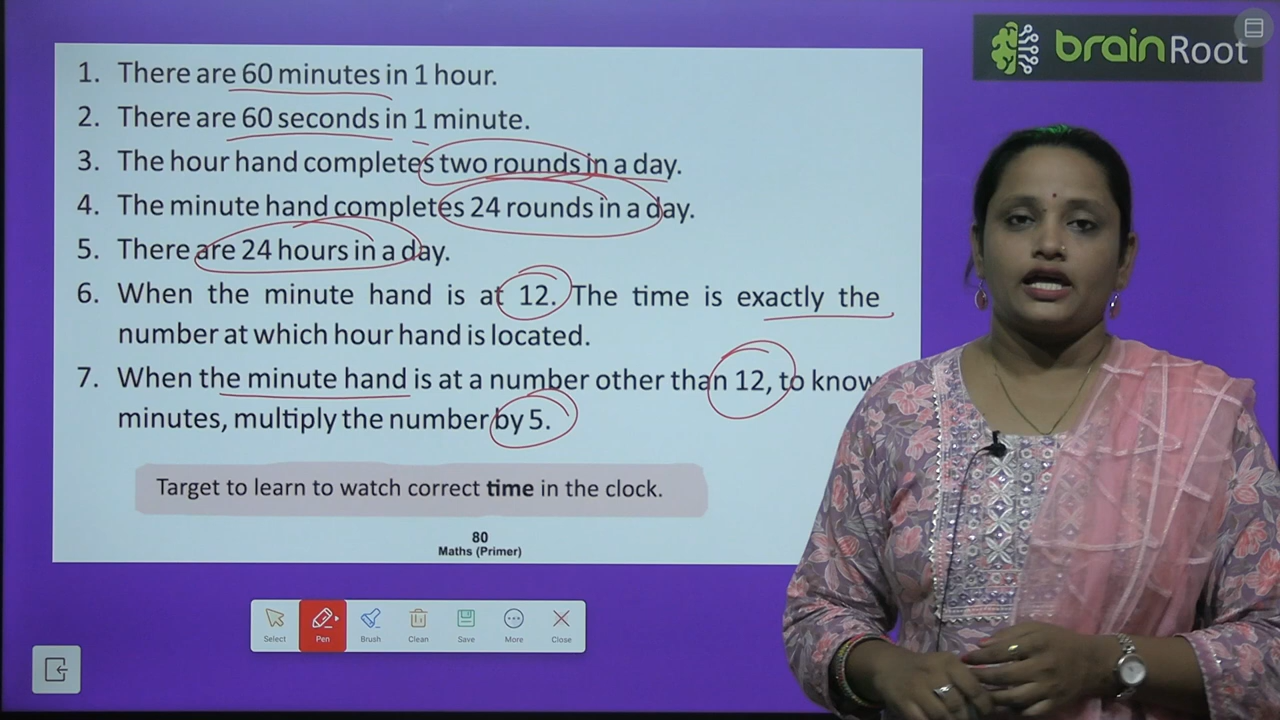 brainRoot
1. There are 60 minutes in 1 hour.
2. There are 60 seconds in 1 minute.
3. The hour hand completes two rounds in a day.
4. The minute hand completes 24 rounds in a day.
5. There are 24 hours in a day.
6. When the minute hand is at 12. The time is exactly the
number at which hour hand is located.
7. When the minute hand is at a number other than 12, to know
minutes, multiply the number by 5.
Target to learn to watch correct time in the clock.
80
Maths (Primer)
Select Pen Brush Clean Save More Close